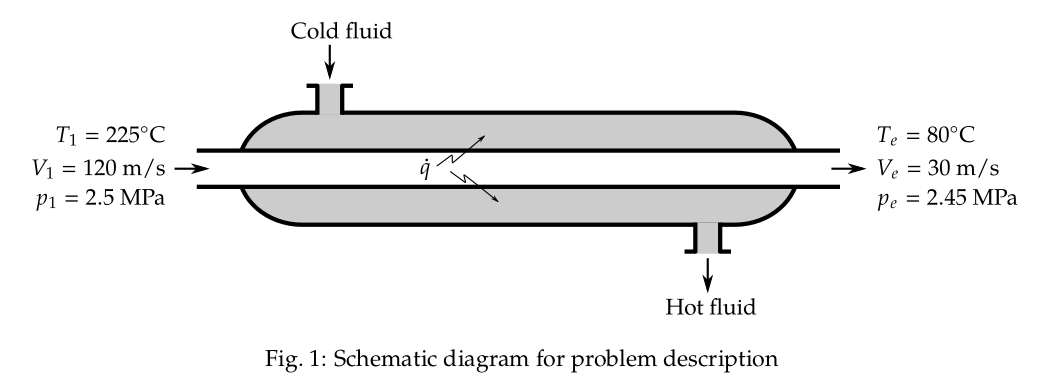 Cold fluid
T₁ = 225°C
V₁ = 120 m/s
p₁ = 2.5 MPa
q̇
Tₑ = 80°C
Vₑ = 30 m/s
pₑ = 2.45 MPa
Hot fluid
Fig. 1: Schematic diagram for problem description